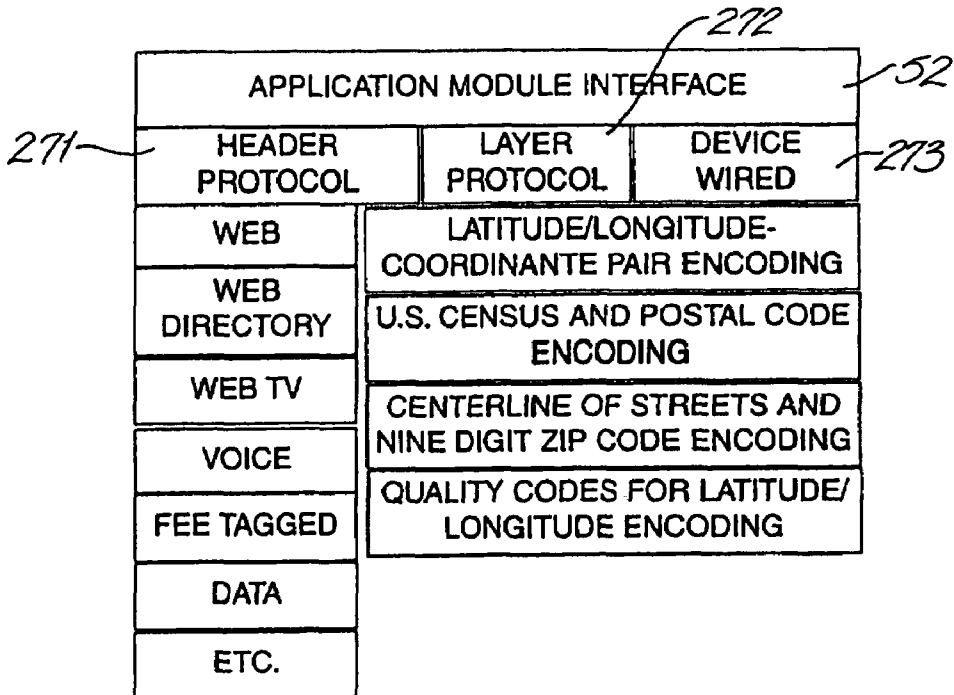 272
APPLICATION MODULE INTERFACE
52
271
HEADER
PROTOCOL
LAYER
PROTOCOL
DEVICE
WIRED
273
WEB
WEB
DIRECTORY
WEB TV
VOICE
FEE TAGGED
DATA
ETC.
LATITUDE/LONGITUDE-
COORDINANTE PAIR ENCODING
U.S. CENSUS AND POSTAL CODE
ENCODING
CENTERLINE OF STREETS AND
NINE DIGIT ZIP CODE ENCODING
QUALITY CODES FOR LATITUDE/
LONGITUDE ENCODING